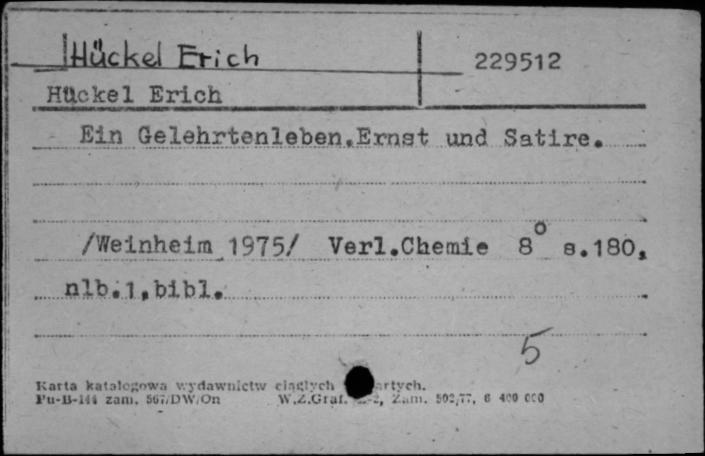 Hückel Erich 229512
Hückel Erich
Ein Gelehrtenleben.Ernst und Satire.
/Weinheim 1975/ Verl.Chemie 8° s.180,
nlb.1,bibl.
5
Karta katalogowa wydawnictw ciągłych
Pu-B-144 zam. 567/DW/On W.Z.Graf. Zam. 502/77, 6 400 000